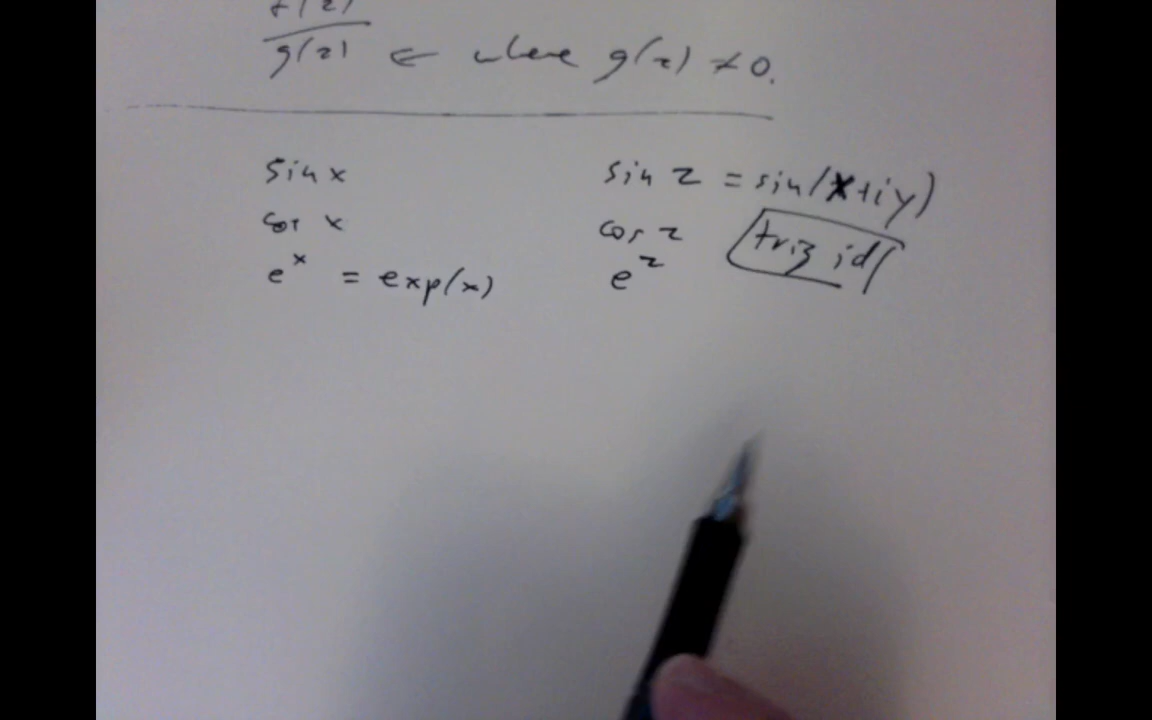 f(z)
g(z) ← where g(z) ≠ 0.
sin x sin z = sin(x+iy)
cos x cos z trig id
e^x = exp(x) e^z